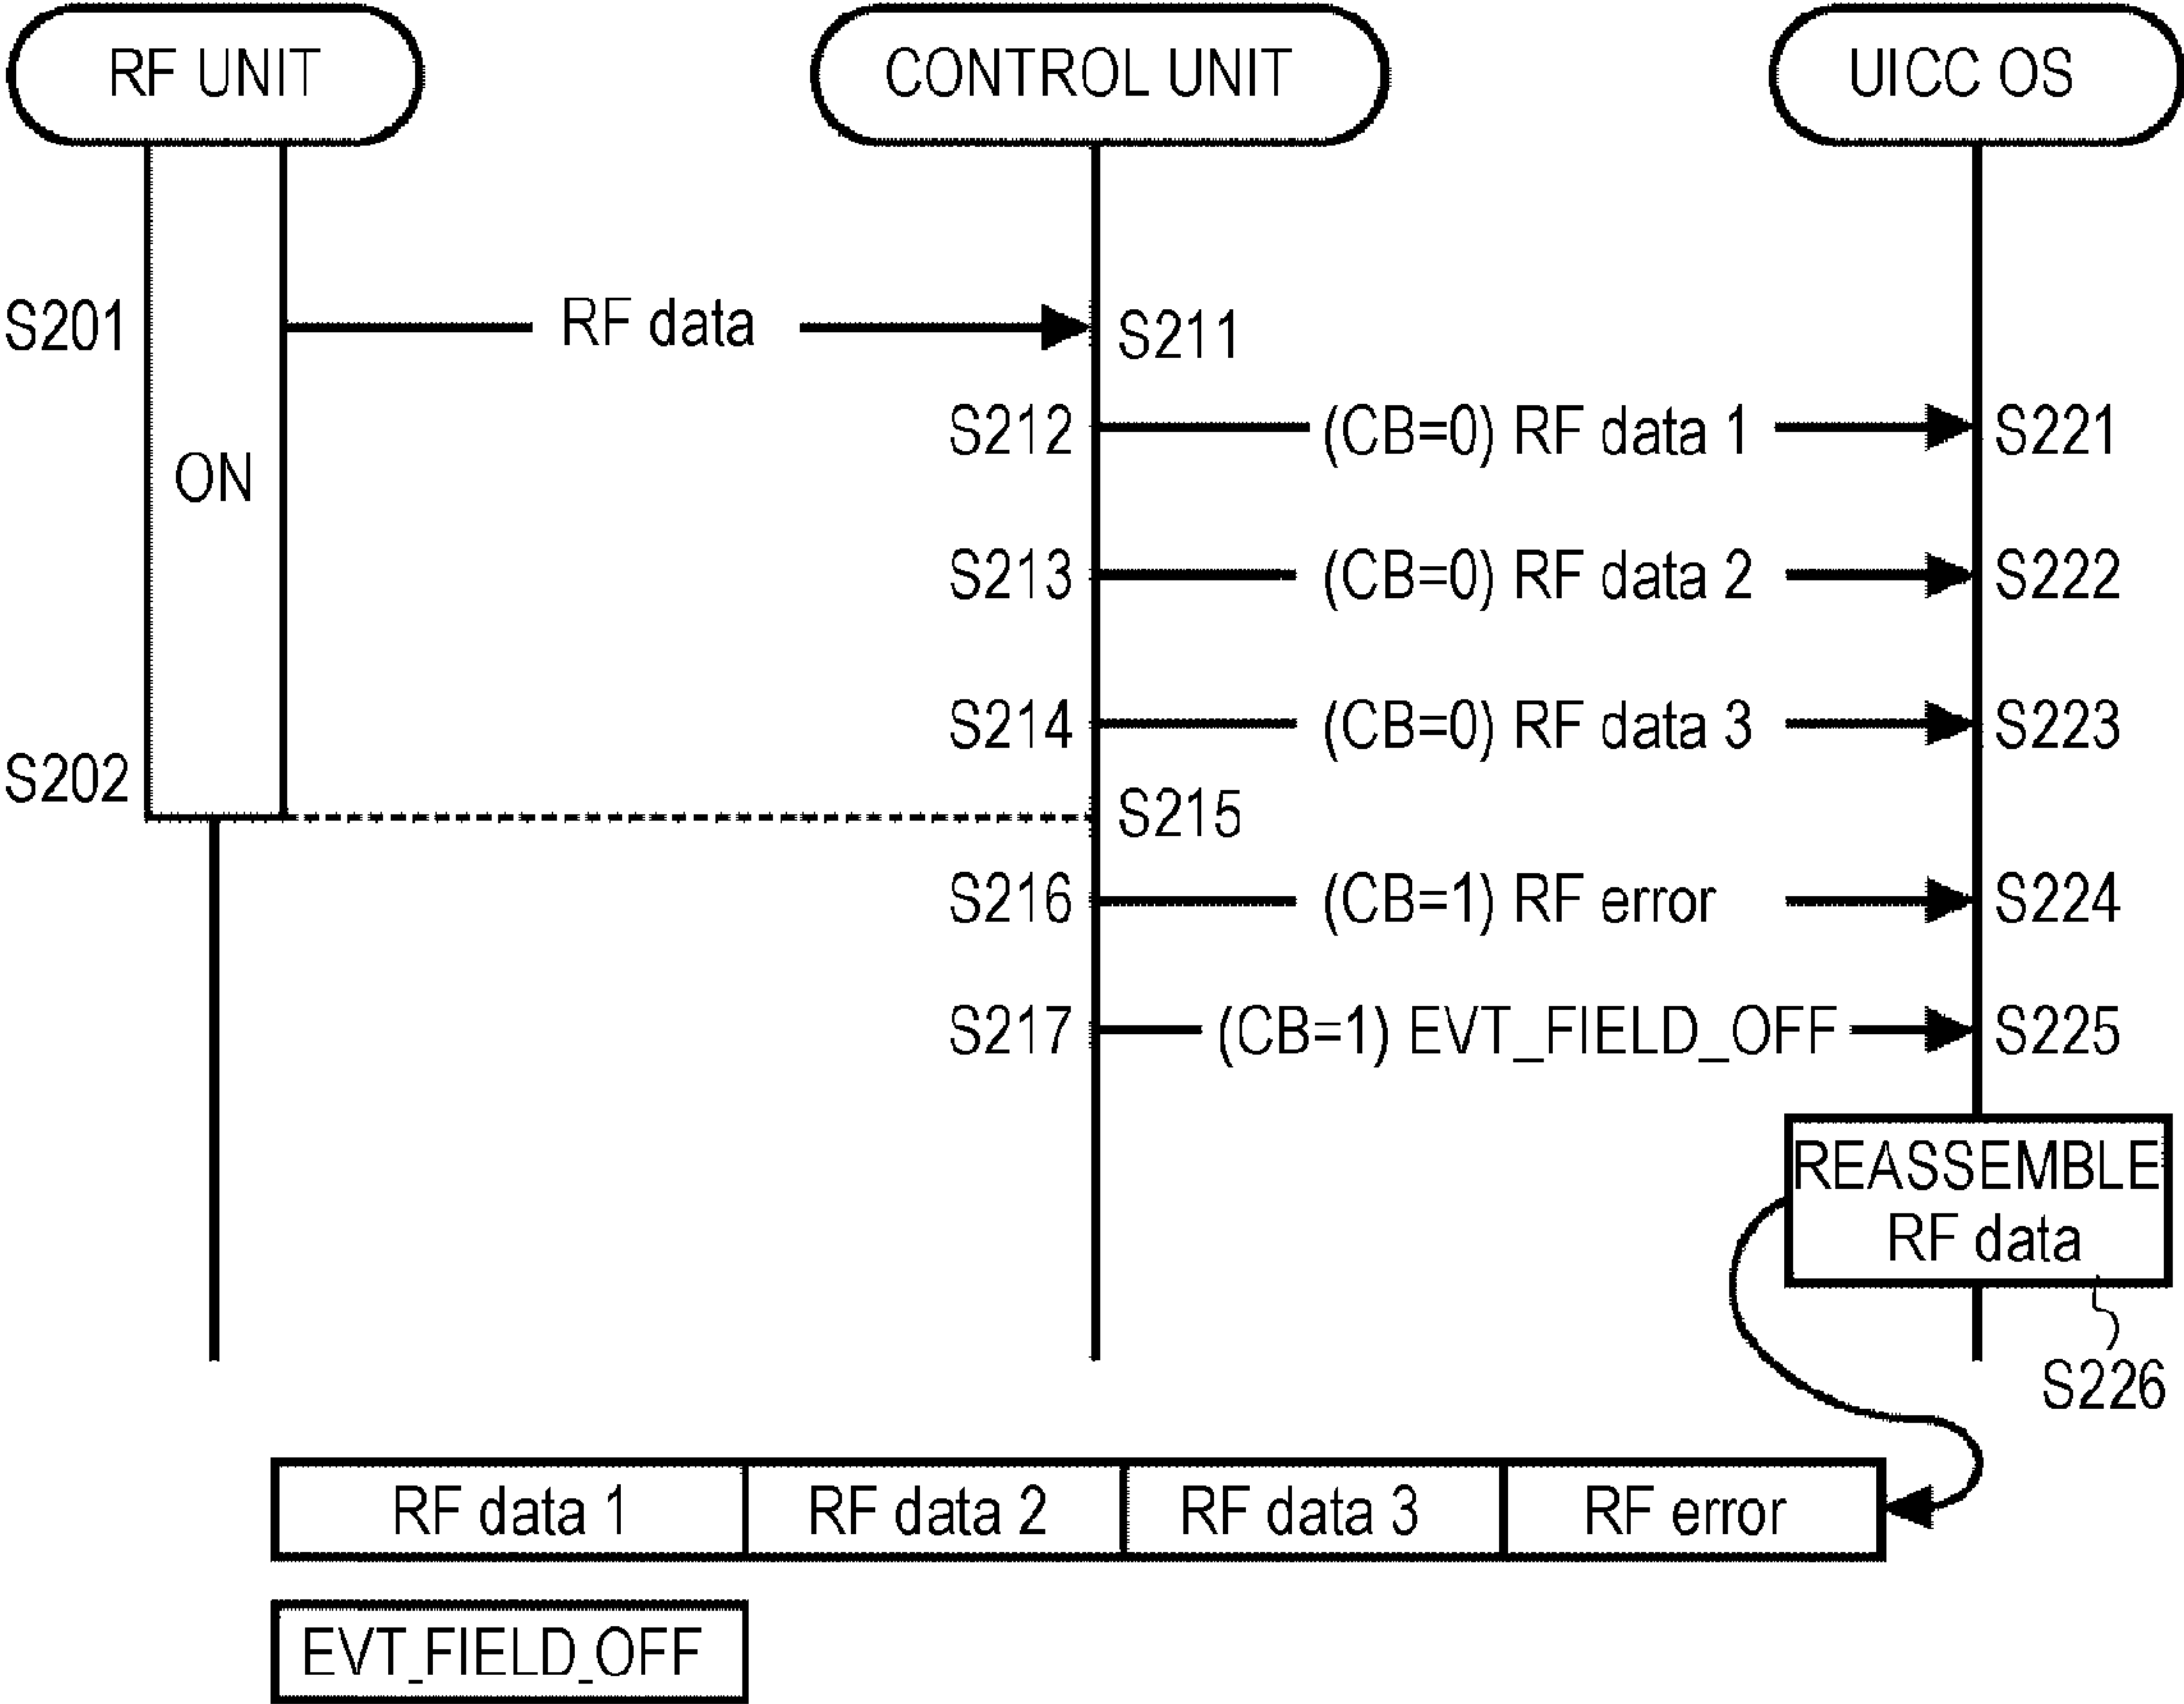 RF UNIT
CONTROL UNIT
UICC OS
S201
RF data
S211
S212
(CB=0) RF data 1
S221
ON
S213
(CB=0) RF data 2
S222
S214
(CB=0) RF data 3
S223
S202
S215
S216
(CB=1) RF error
S224
S217
(CB=1) EVT_FIELD_OFF
S225
REASSEMBLE
RF data
S226
RF data 1
RF data 2
RF data 3
RF error
EVT_FIELD_OFF